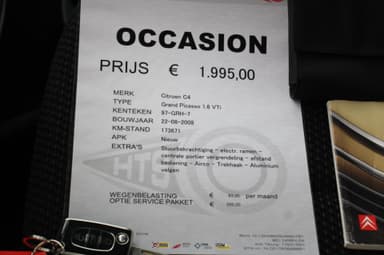 OCCASION
PRIJS € 1.995,00
MERK Citroen C4
TYPE Grand Picasso 1.6 VTi
KENTEKEN 97-GRH-7
BOUWJAAR 22-08-2008
KM-STAND 173671
APK Nieuw
EXTRA'S Stuurbekrachtiging - electr. ramen -
centrale portier vergrendeling - afstand
bediening - Airco - Trekhaak - Aluminium
velgen
HTS
WEGENBELASTING € per maand
OPTIE SERVICE PAKKET €